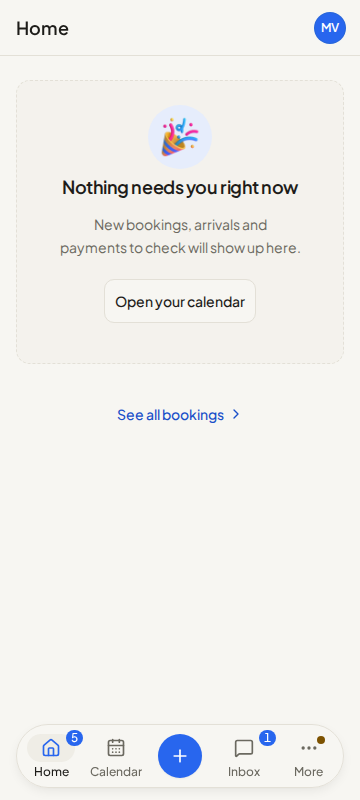 Home
MV
Nothing needs you right now
New bookings, arrivals and
payments to check will show up here.
Open your calendar
See all bookings
5
1
Home
Calendar
Inbox
More